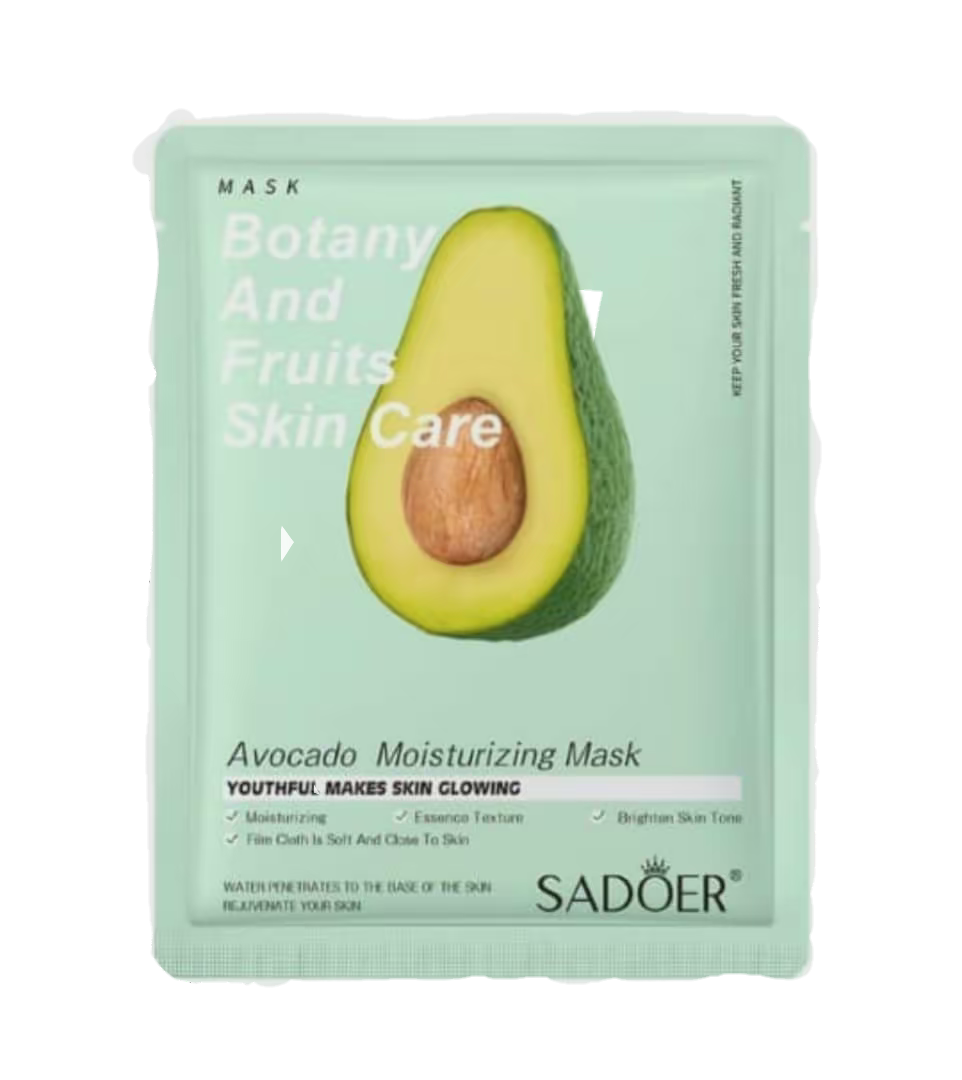 MASK
Botany
And
Fruits
Skin Care
KEEP YOUR SKIN FRESH AND RADIANT
Avocado Moisturizing Mask
YOUTHFUL MAKES SKIN GLOWING
✓ Moisturizing ✓ Essence Texture ✓ Brighten Skin Tone
✓ Film Cloth Is Soft And Close To Skin
WATER PENETRATES TO THE BASE OF THE SKIN
REJUVENATE YOUR SKIN
SADOER®